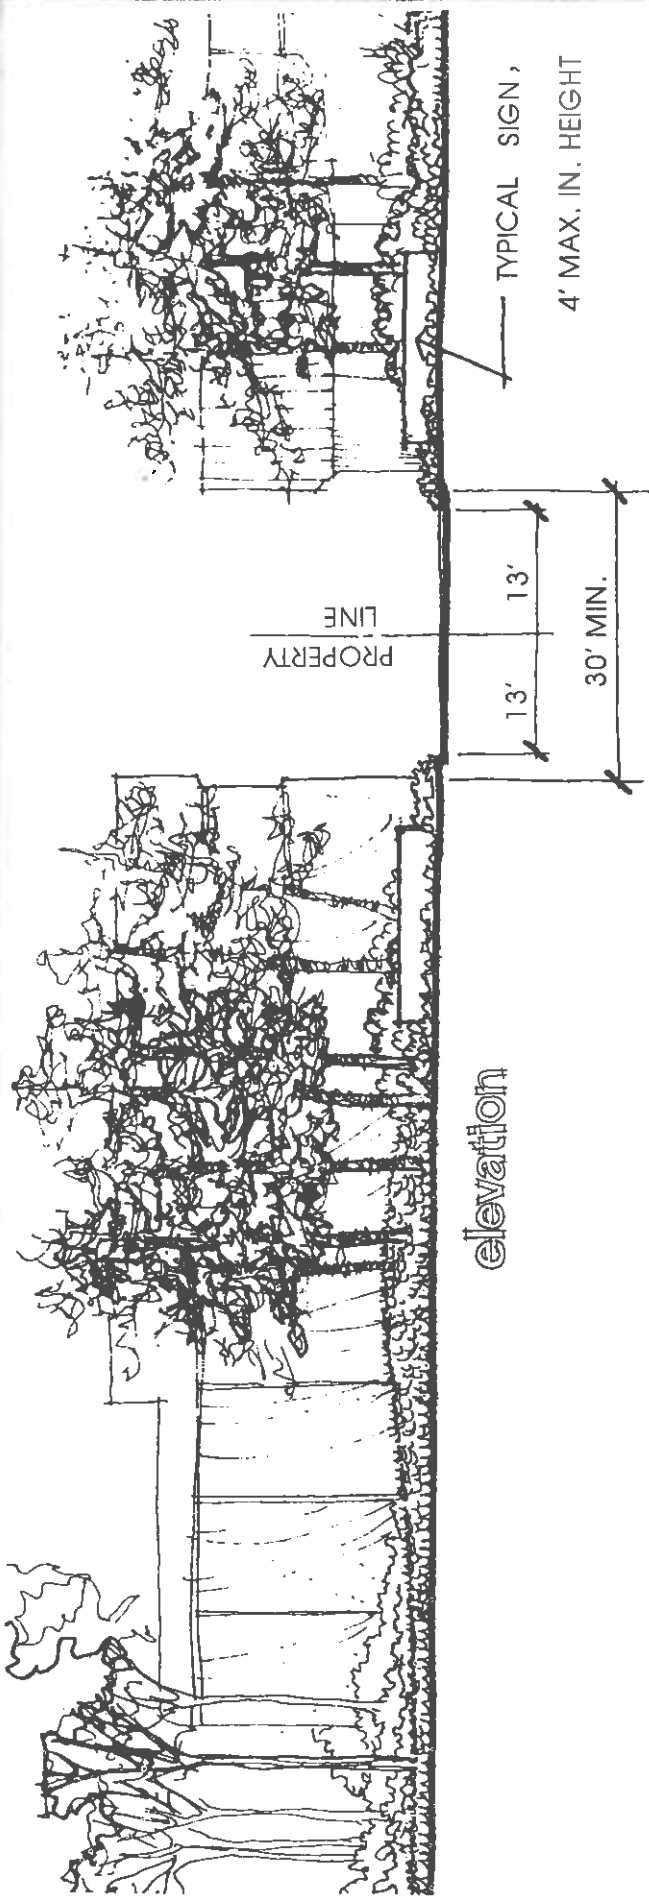 PROPERTY
LINE
TYPICAL SIGN,
4' MAX. IN. HEIGHT
13'
13'
30' MIN.
elevation